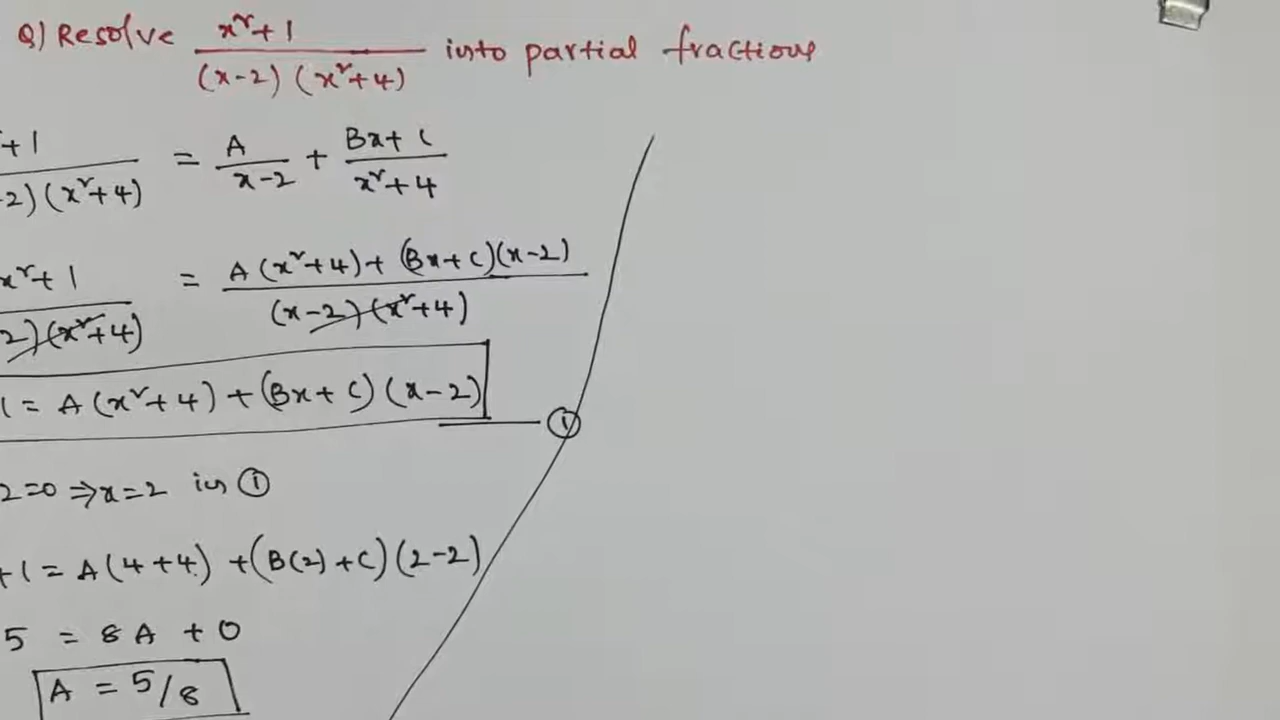 Q) Resolve x²+1 / (x-2)(x²+4) into partial fractions
+1 / 2)(x²+4) = A / x-2 + Bx+C / x²+4
x²+1 / 2)(x²+4) = A(x²+4)+(Bx+C)(x-2) / (x-2)(x²+4)
1 = A(x²+4)+(Bx+C)(x-2) ①
2=0 ⇒ x=2 in ①
+1 = A(4+4)+(B(2)+C)(2-2)
5 = 8A + 0
A = 5/8